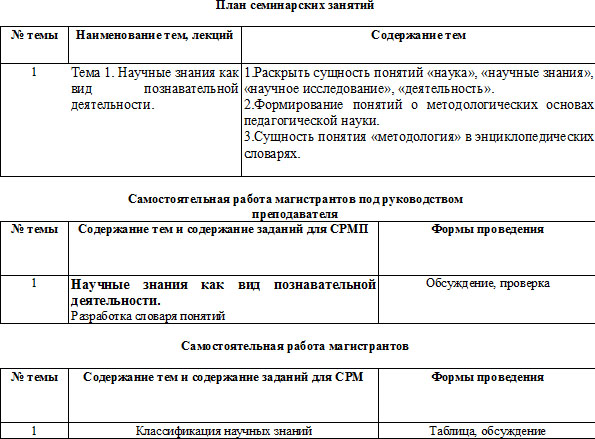 План семинарских занятий
№ темы Наименование тем, лекций Содержание тем
1 Тема 1. Научные знания как вид познавательной деятельности. 1.Раскрыть сущность понятий «наука», «научные знания», «научное исследование», «деятельность».
2.Формирование понятий о методологических основах педагогической науки.
3.Сущность понятия «методология» в энциклопедических словарях.
Самостоятельная работа магистрантов под руководством
преподавателя
№ темы Содержание тем и содержание заданий для СРМП Формы проведения
1 Научные знания как вид познавательной деятельности. Обсуждение, проверка
Разработка словаря понятий
Самостоятельная работа магистрантов
№ темы Содержание тем и содержание заданий для СРМ Формы проведения
1 Классификация научных знаний Таблица, обсуждение